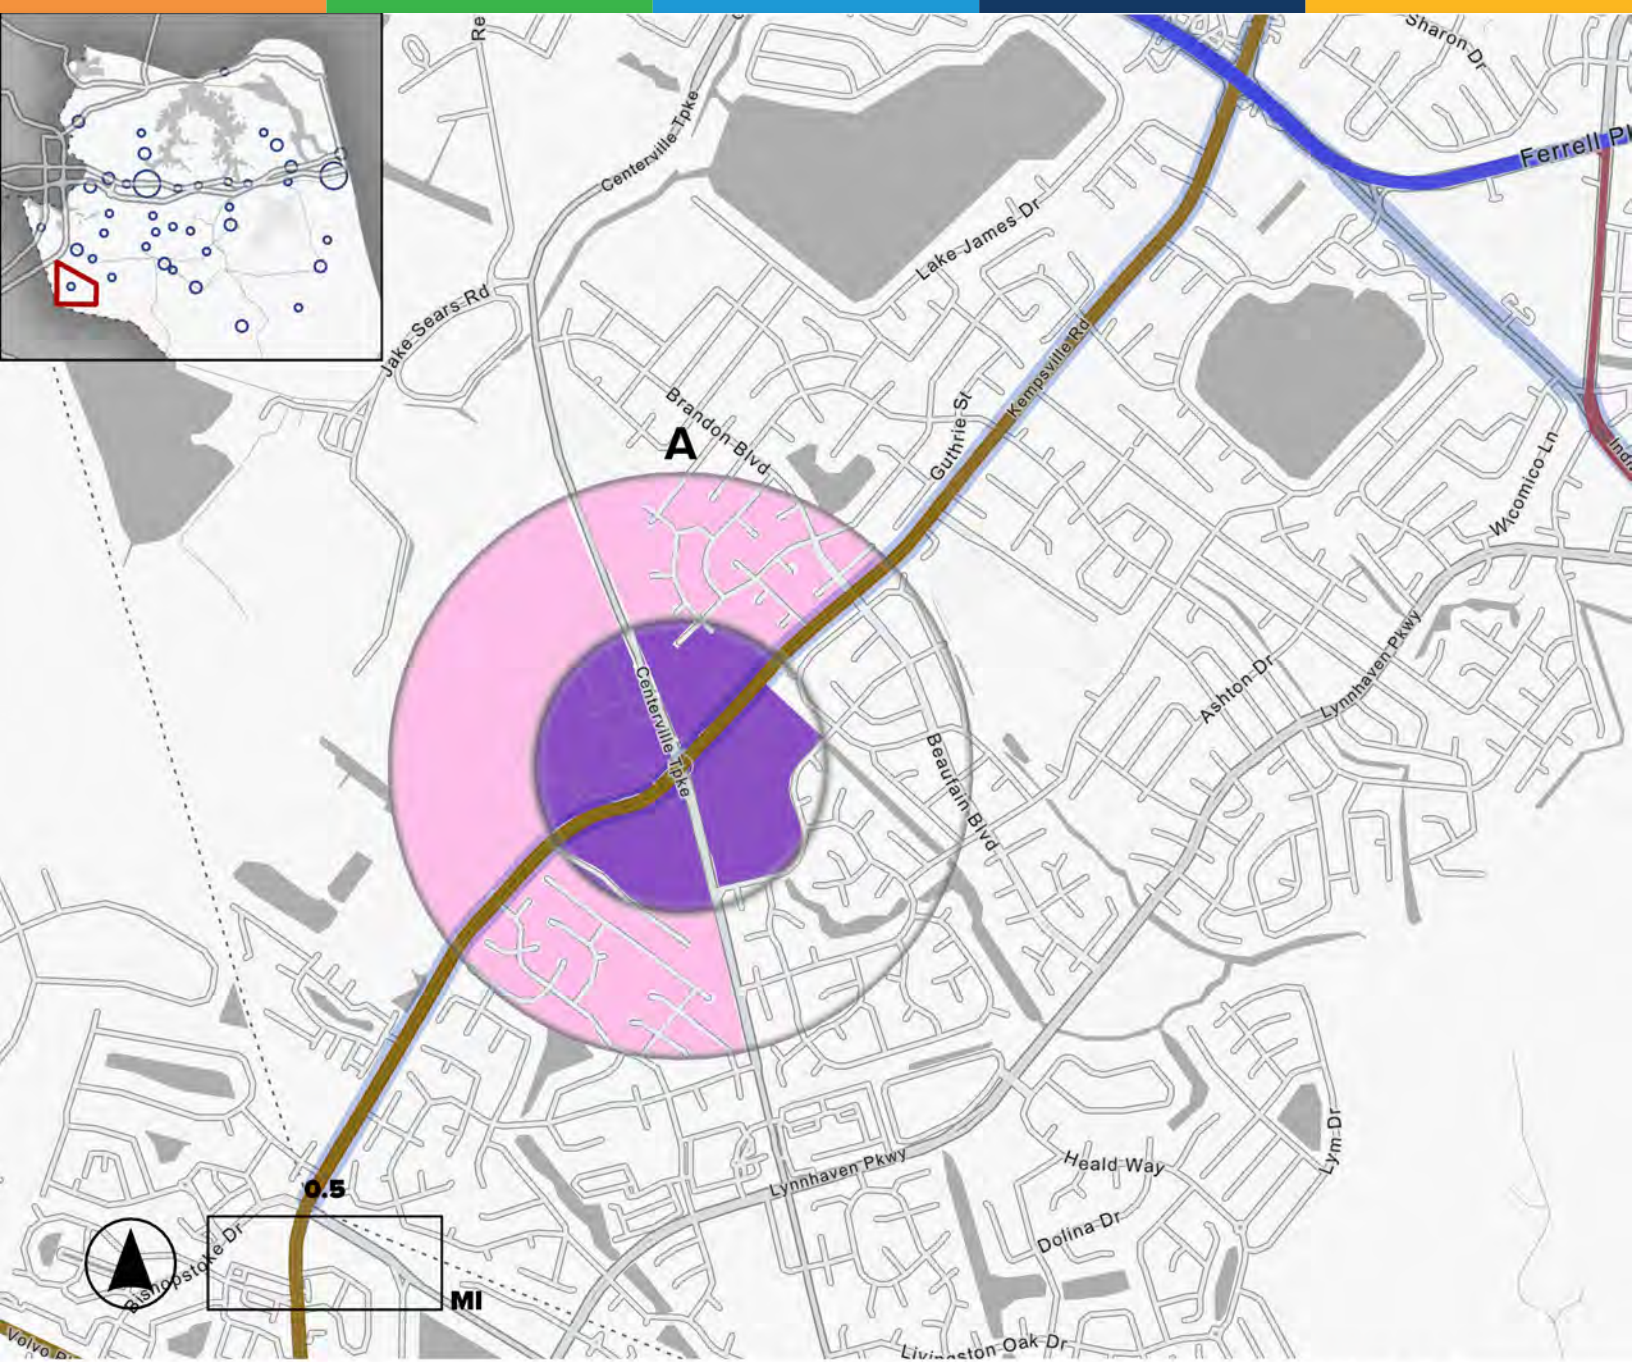 Re
Sharon Dr
Centerville Tpke
Ferrell Pk
Lake James Dr
Jake Sears Rd
Kempsville Rd
Brandon Blvd
A
Guthrie St
Wicomico Ln
Centerville Tpke
Ashton Dr
Lynnhaven Pkwy
Beaufain Blvd
Lynnhaven Pkwy
Heald Way
Lym Dr
0.5
Dolina Dr
Bishopstoke Dr
MI
Livingston Oak Dr